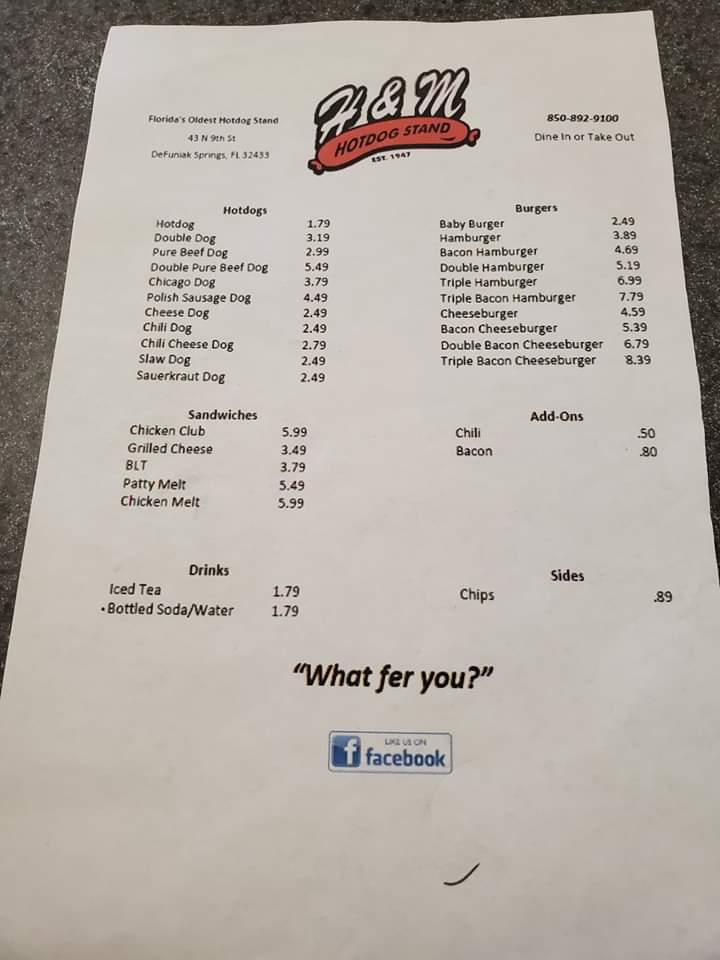 Florida's Oldest Hotdog Stand
43 N 9th St
DeFuniak Springs, FL 32433
H & M
HOTDOG STAND
EST. 1947
850-892-9100
Dine In or Take Out
Hotdogs
Hotdog 1.79
Double Dog 3.19
Pure Beef Dog 2.99
Double Pure Beef Dog 5.49
Chicago Dog 3.79
Polish Sausage Dog 4.49
Cheese Dog 2.49
Chili Dog 2.49
Chili Cheese Dog 2.79
Slaw Dog 2.49
Sauerkraut Dog 2.49
Burgers
Baby Burger 2.49
Hamburger 3.89
Bacon Hamburger 4.69
Double Hamburger 5.19
Triple Hamburger 6.99
Triple Bacon Hamburger 7.79
Cheeseburger 4.59
Bacon Cheeseburger 5.39
Double Bacon Cheeseburger 6.79
Triple Bacon Cheeseburger 8.39
Sandwiches
Chicken Club 5.99
Grilled Cheese 3.49
BLT 3.79
Patty Melt 5.49
Chicken Melt 5.99
Add-Ons
Chili .50
Bacon .80
Drinks
Iced Tea 1.79
•Bottled Soda/Water 1.79
Sides
Chips .89
“What fer you?”
LIKE US ON
f facebook